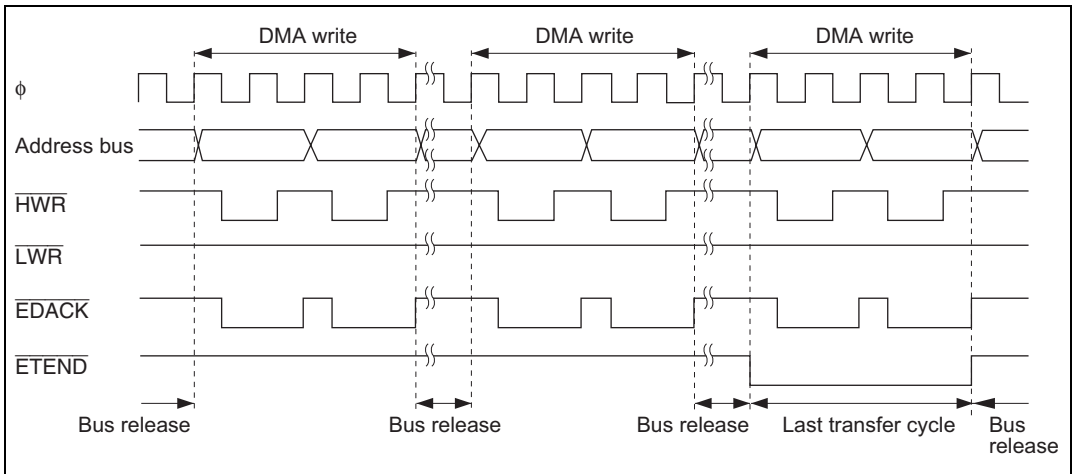 DMA write DMA write DMA write
ϕ
Address bus
HWR
LWR
EDACK
ETEND
Bus release Bus release Bus release Last transfer cycle Bus release